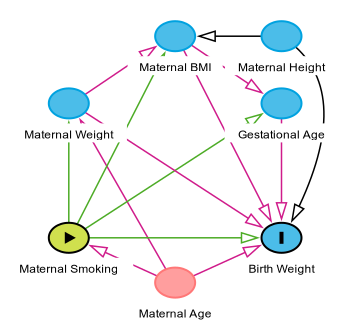 Maternal BMI
Maternal Height
Maternal Weight
Gestational Age
Maternal Smoking
Birth Weight
Maternal Age